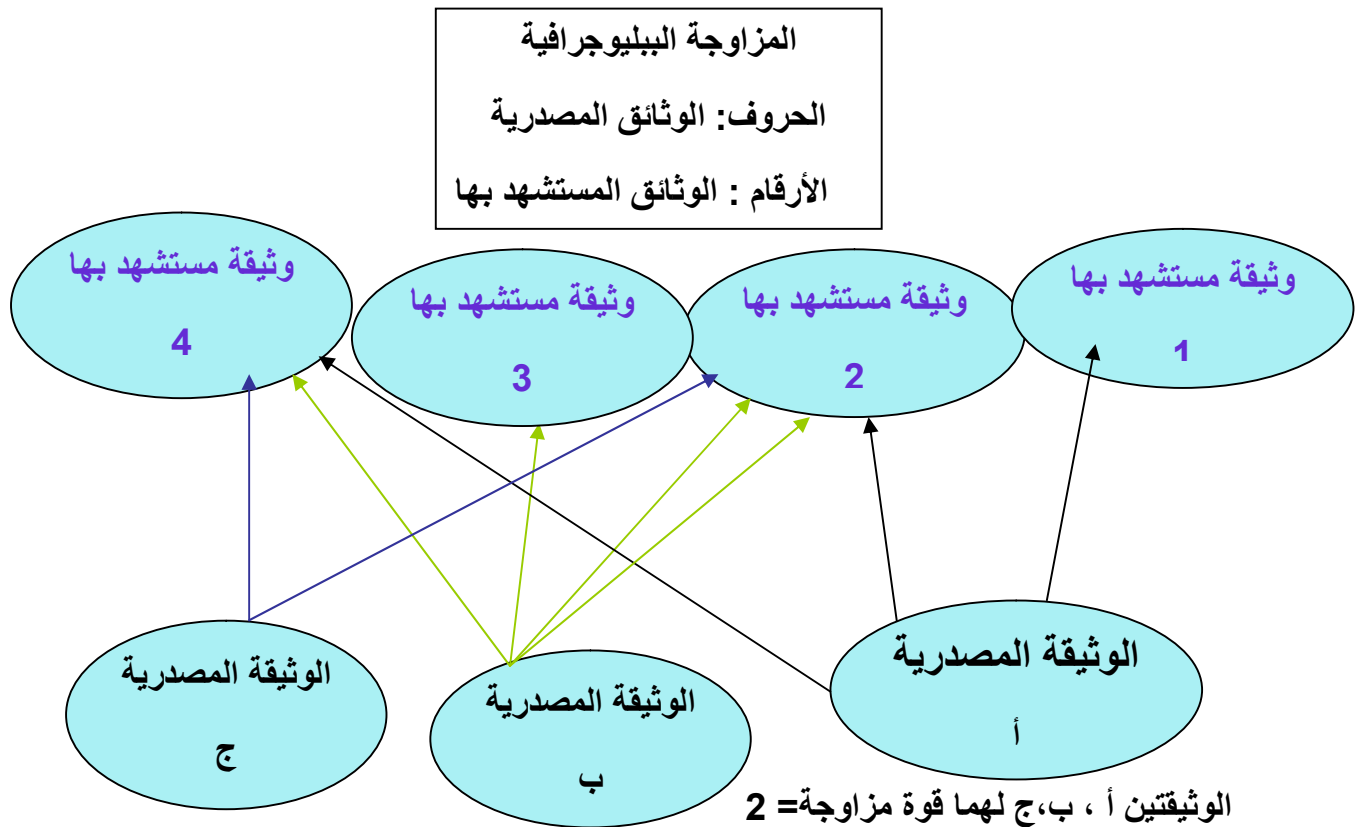 المزاوجة الببليوجرافية
الحروف: الوثائق المصدرية
الأرقام : الوثائق المستشهد بها
وثيقة مستشهد بها
1
وثيقة مستشهد بها
2
وثيقة مستشهد بها
3
وثيقة مستشهد بها
4
الوثيقة المصدرية
أ
الوثيقة المصدرية
ب
الوثيقة المصدرية
ج
الوثيقتين أ ، ب،ج لهما قوة مزاوجة= 2